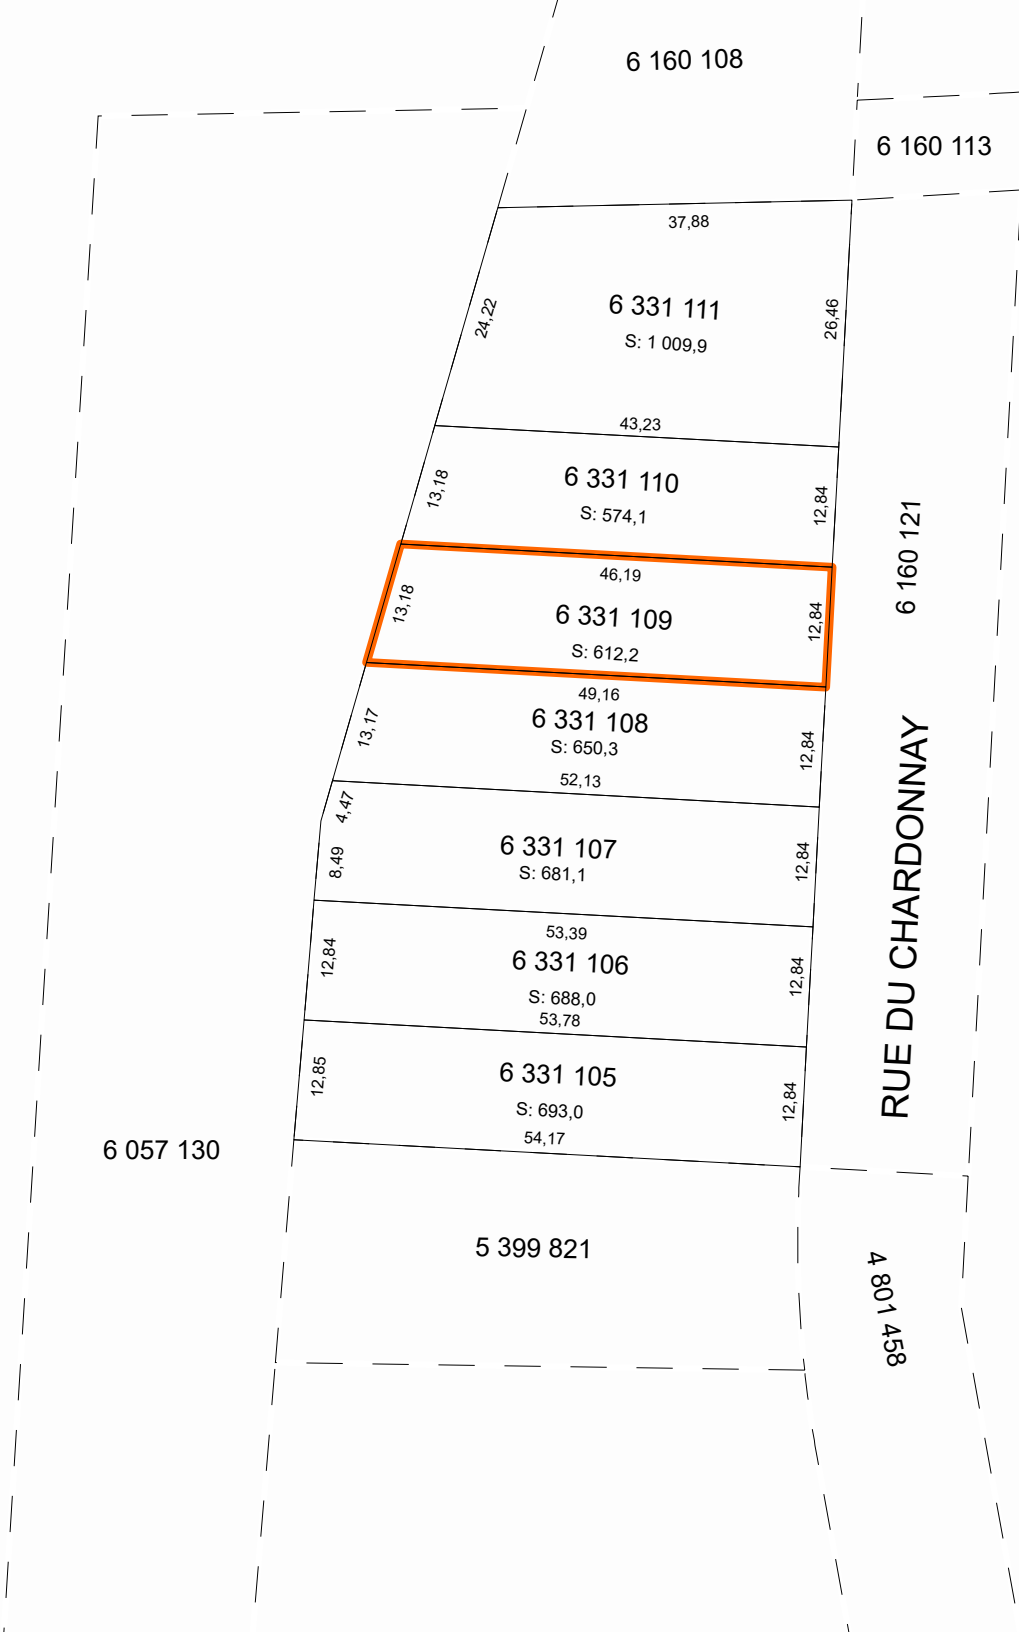 6 160 108
6 160 113
37,88
24,22
6 331 111
S: 1 009,9
26,46
43,23
13,18
6 331 110
S: 574,1
12,84
46,19
13,18
6 331 109
S: 612,2
12,84
6 160 121
49,16
13,17
6 331 108
S: 650,3
12,84
52,13
4,47
8,49
6 331 107
S: 681,1
12,84
RUE DU CHARDONNAY
53,39
12,84
6 331 106
S: 688,0
12,84
53,78
12,85
6 331 105
S: 693,0
12,84
54,17
6 057 130
5 399 821
4 801 458